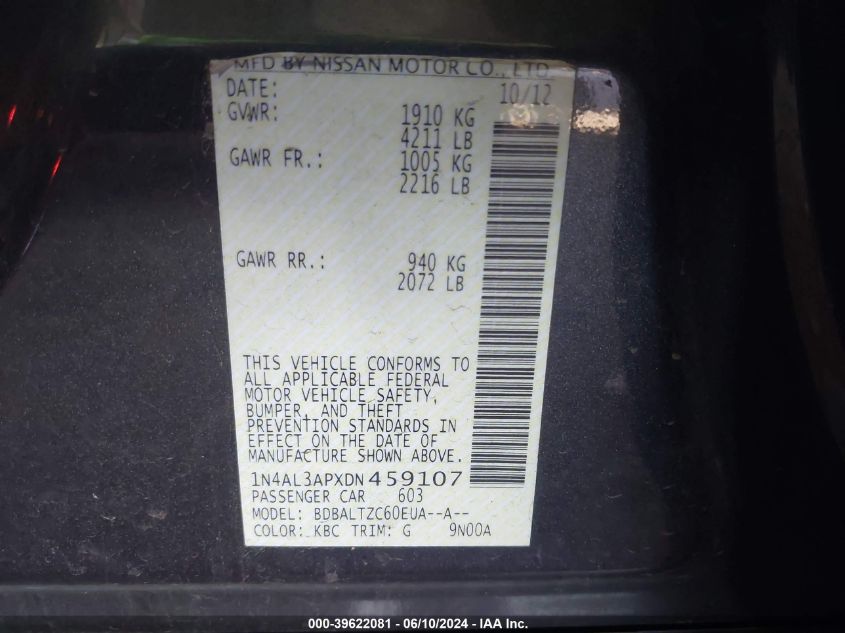 MFD BY NISSAN MOTOR CO., LTD.
DATE: 10/12
GVWR: 1910 KG
4211 LB
GAWR FR.: 1005 KG
2216 LB
GAWR RR.: 940 KG
2072 LB
THIS VEHICLE CONFORMS TO
ALL APPLICABLE FEDERAL
MOTOR VEHICLE SAFETY,
BUMPER, AND THEFT
PREVENTION STANDARDS IN
EFFECT ON THE DATE OF
MANUFACTURE SHOWN ABOVE.
1N4AL3APXDN459107
PASSENGER CAR 603
MODEL: BDBALTZC60EUA--A--
COLOR: KBC TRIM: G 9N00A
000-39622081 - 06/10/2024 - IAA Inc.